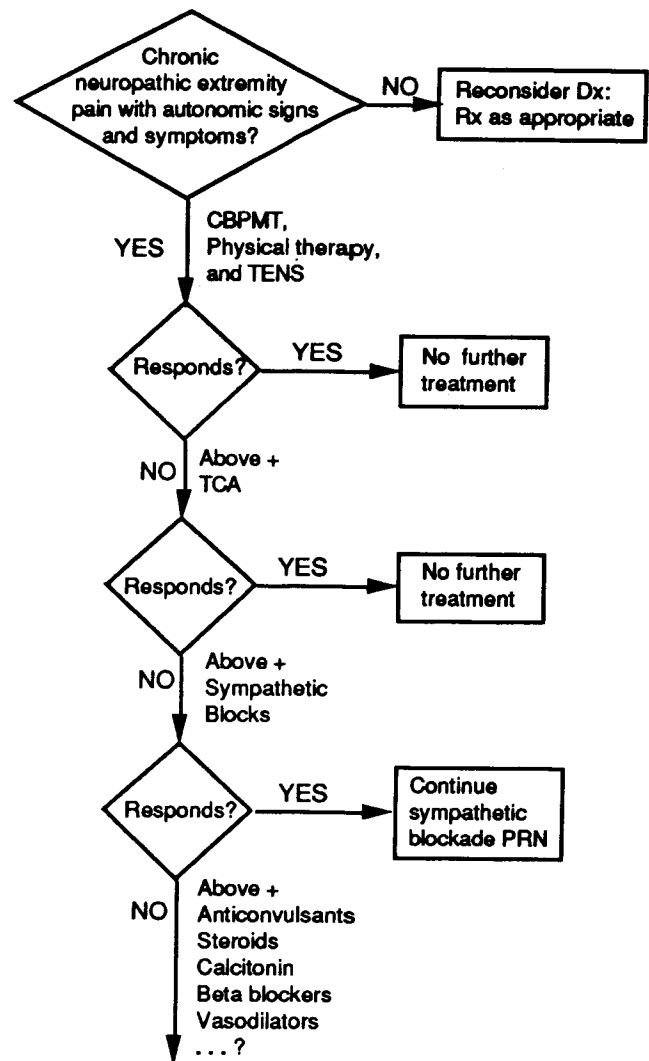 Chronic
neuropathic extremity
pain with autonomic signs
and symptoms?
NO
Reconsider Dx:
Rx as appropriate
YES
CBPMT,
Physical therapy,
and TENS
Responds?
YES
No further
treatment
NO
Above +
TCA
Responds?
YES
No further
treatment
NO
Above +
Sympathetic
Blocks
Responds?
YES
Continue
sympathetic
blockade PRN
NO
Above +
Anticonvulsants
Steroids
Calcitonin
Beta blockers
Vasodilators
. . . ?